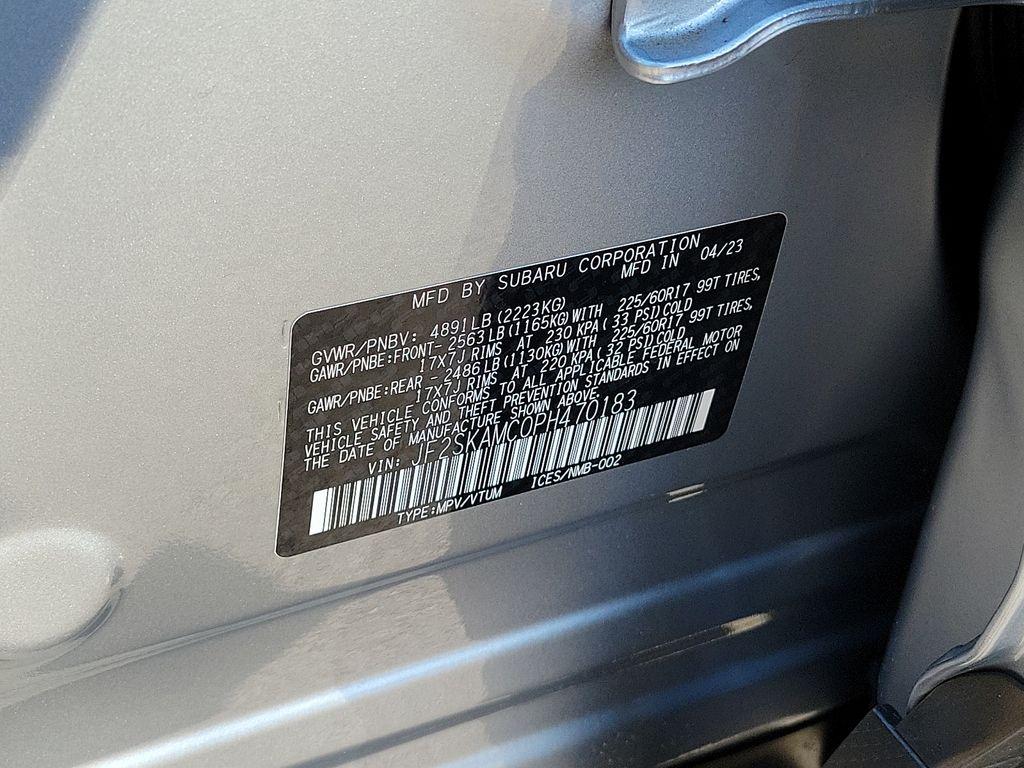 MFD BY SUBARU CORPORATION
MFD IN 04/23
GVWR/PNBV: 4891LB(2223KG)
GAWR/PNBE:FRONT- 2563LB(1165KG)WITH 225/60R17 99T TIRES,
17X7J RIMS AT 230 KPA( 33 PSI)COLD
GAWR/PNBE:REAR - 2486LB(1130KG)WITH 225/60R17 99T TIRES,
17X7J RIMS AT 220KPA( 32 PSI)COLD
THIS VEHICLE CONFORMS TO ALL APPLICABLE FEDERAL MOTOR
VEHICLE SAFETY AND THEFT PREVENTION STANDARDS IN EFFECT ON
THE DATE OF MANUFACTURE SHOWN ABOVE.
VIN: JF2SKAMC0PH470183
TYPE:MPV/VTUM ICES/NMB-002